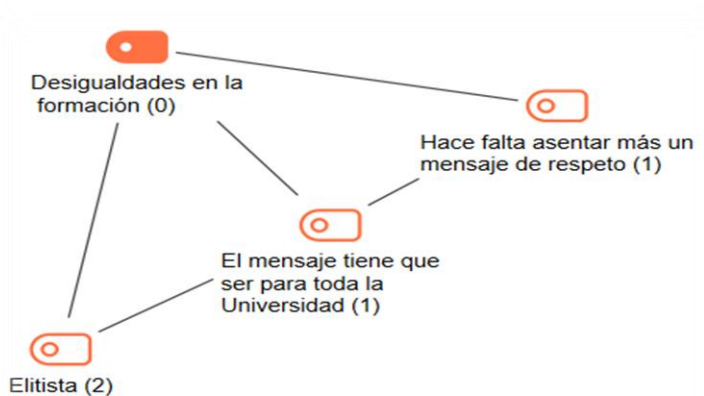 Desigualdades en la
formación (0)
Hace falta asentar más un
mensaje de respeto (1)
El mensaje tiene que
ser para toda la
Universidad (1)
Elitista (2)